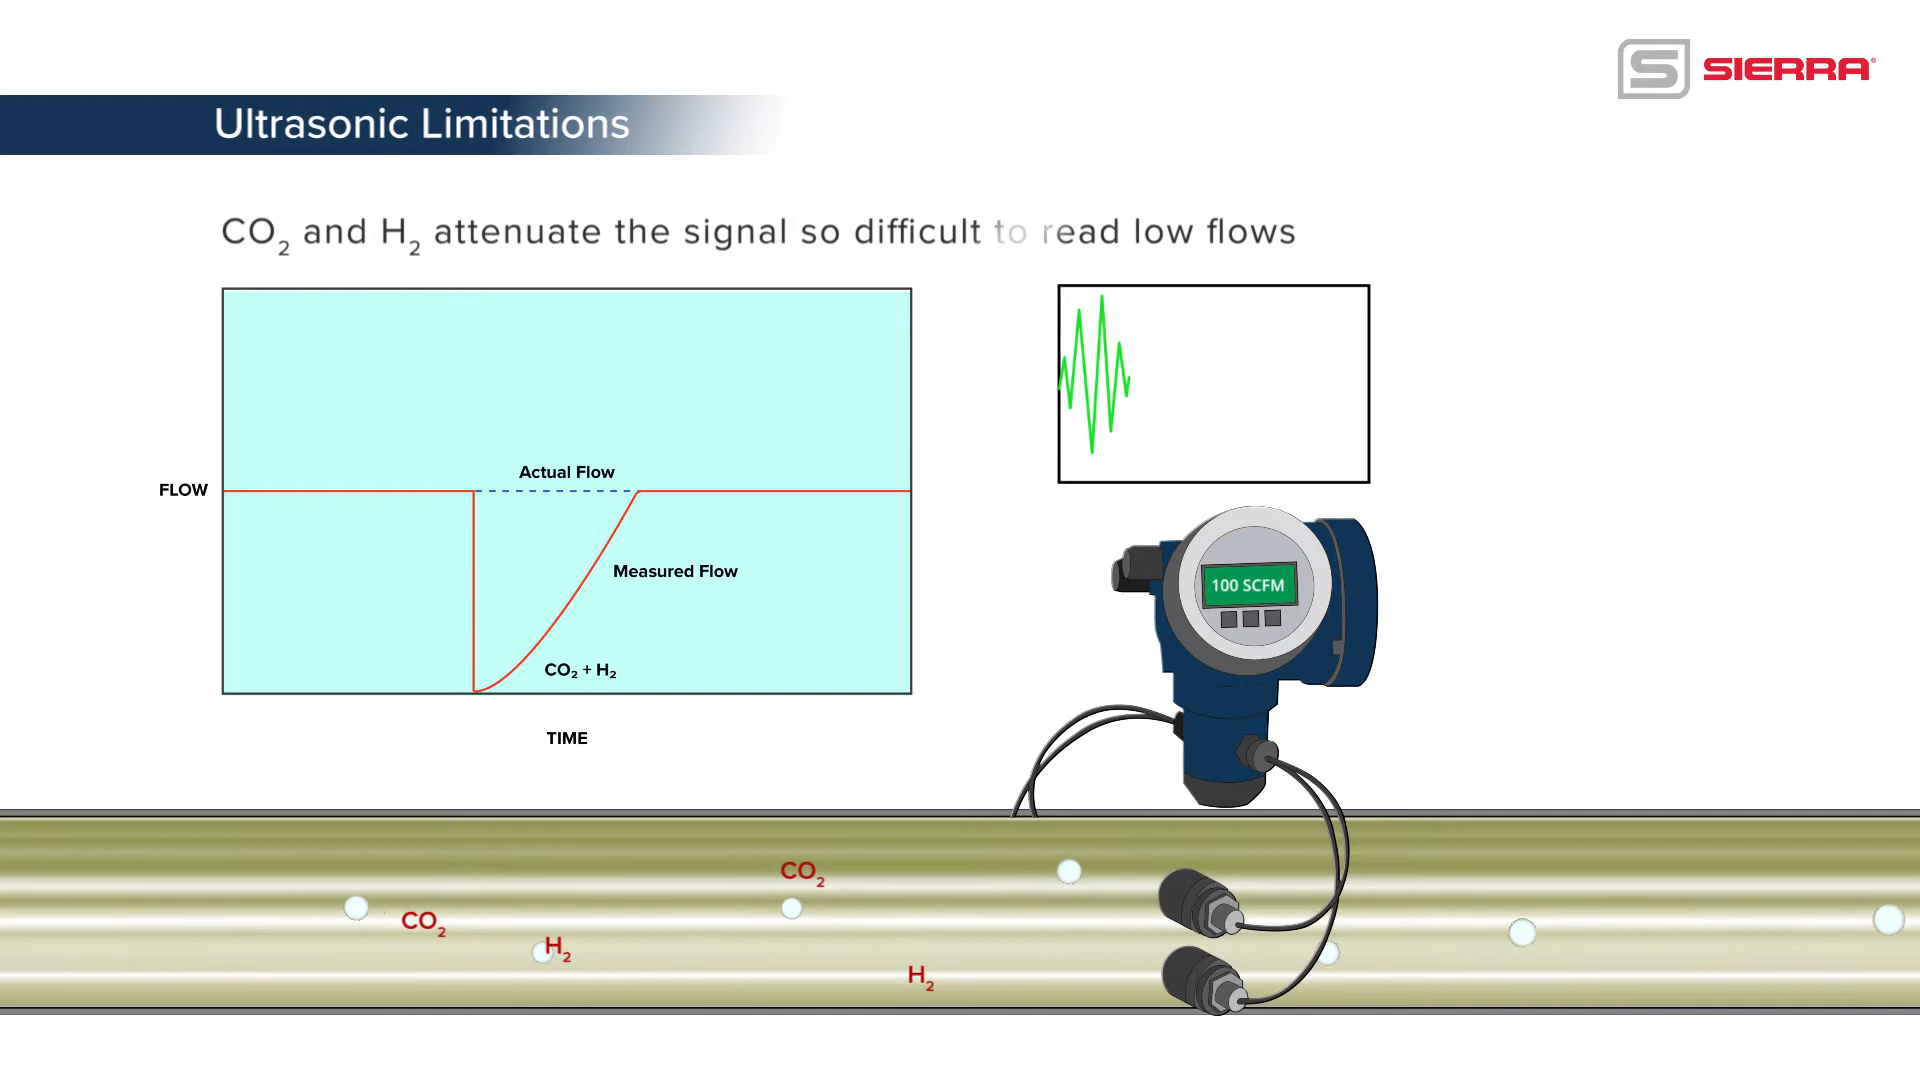 SIERRA®
Ultrasonic Limitations
CO₂ and H₂ attenuate the signal so difficult to read low flows
Actual Flow
FLOW
Measured Flow
100 SCFM
CO₂ + H₂
TIME
CO₂
CO₂
H₂
H₂